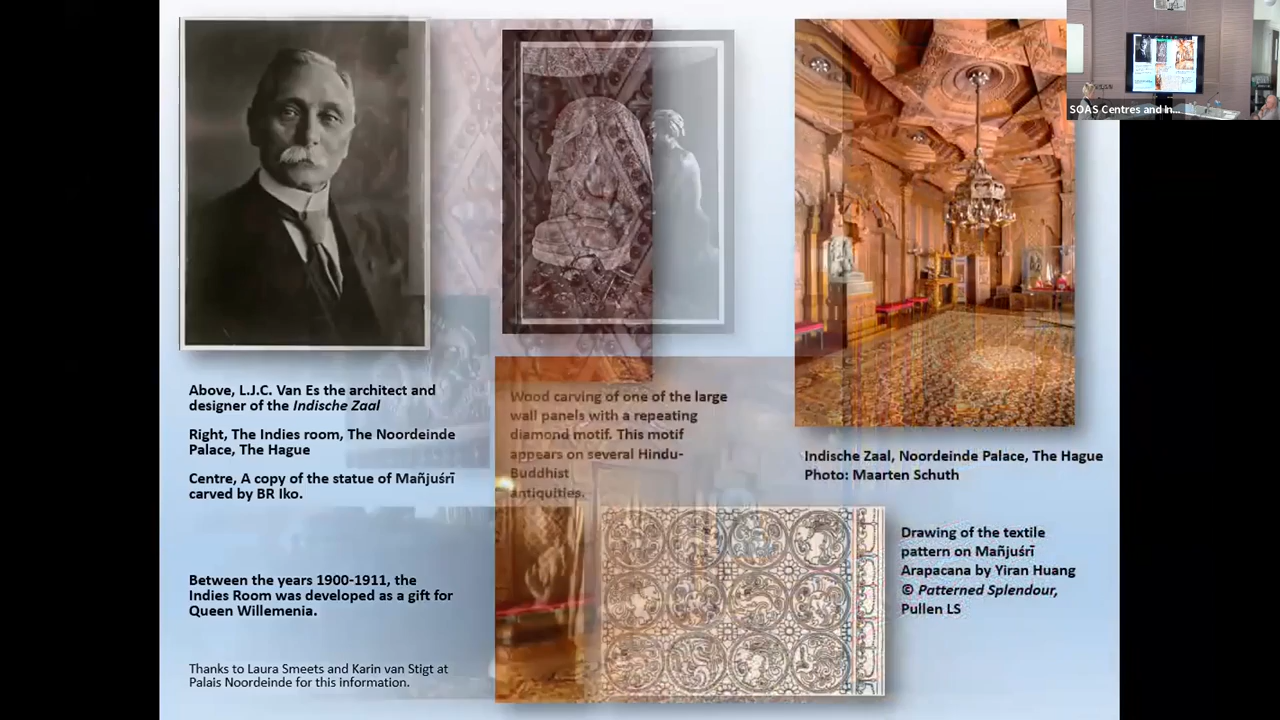 SOAS Centres and In...
Above, L.J.C. Van Es the architect and
designer of the Indische Zaal
Right, The Indies room, The Noordeinde
Palace, The Hague
Centre, A copy of the statue of Mañjuśrī
carved by BR Iko.
Between the years 1900-1911, the
Indies Room was developed as a gift for
Queen Willemenia.
Thanks to Laura Smeets and Karin van Stigt at
Palais Noordeinde for this information.
Wood carving of one of the large
wall panels with a repeating
diamond motif. This motif
appears on several Hindu-
Buddhist
antiquities.
Indische Zaal, Noordeinde Palace, The Hague
Photo: Maarten Schuth
Drawing of the textile
pattern on Mañjuśrī
Arapacana by Yiran Huang
© Patterned Splendour,
Pullen LS